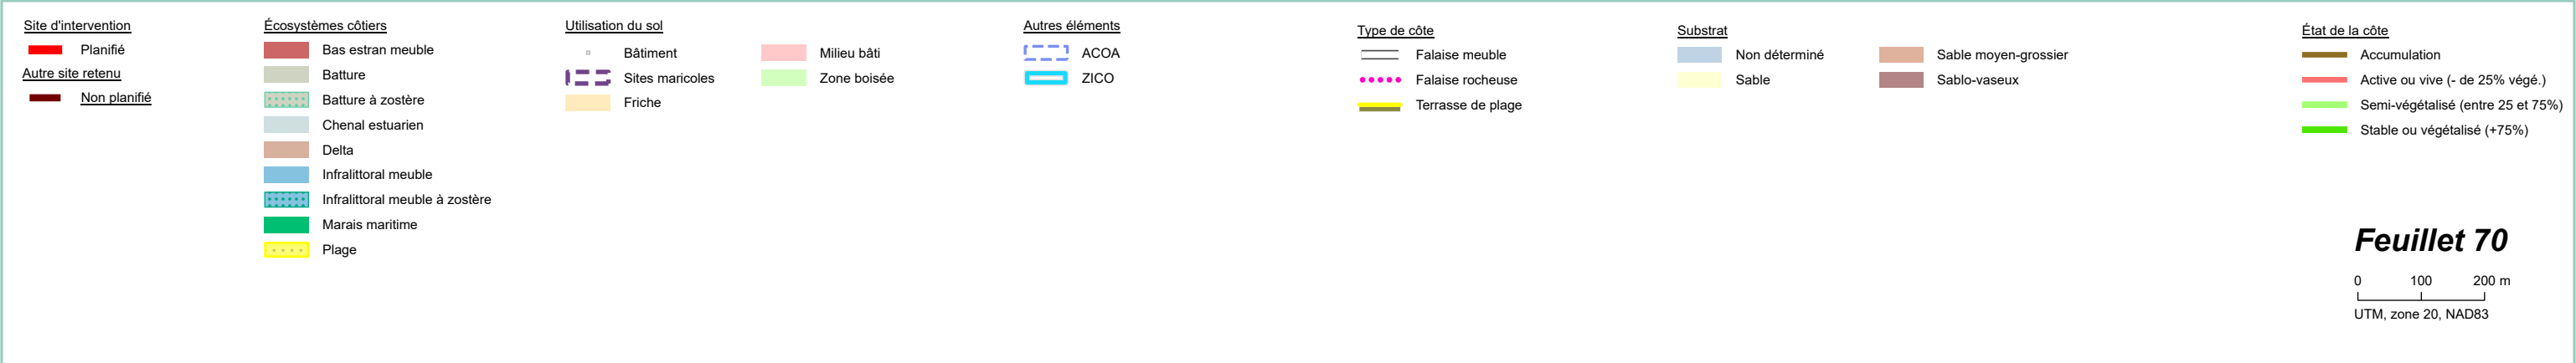 Site d'intervention
Planifié
Autre site retenu
Non planifié
Écosystèmes côtiers
Bas estran meuble
Batture
Batture à zostère
Chenal estuarien
Delta
Infralittoral meuble
Infralittoral meuble à zostère
Marais maritime
Plage
Utilisation du sol
Bâtiment
Sites maricoles
Friche
Milieu bâti
Zone boisée
Autres éléments
ACOA
ZICO
Type de côte
Falaise meuble
Falaise rocheuse
Terrasse de plage
Substrat
Non déterminé
Sable
Sable moyen-grossier
Sablo-vaseux
État de la côte
Accumulation
Active ou vive (- de 25% végé.)
Semi-végétalisé (entre 25 et 75%)
Stable ou végétalisé (+75%)
Feuillet 70
0 100 200 m
UTM, zone 20, NAD83